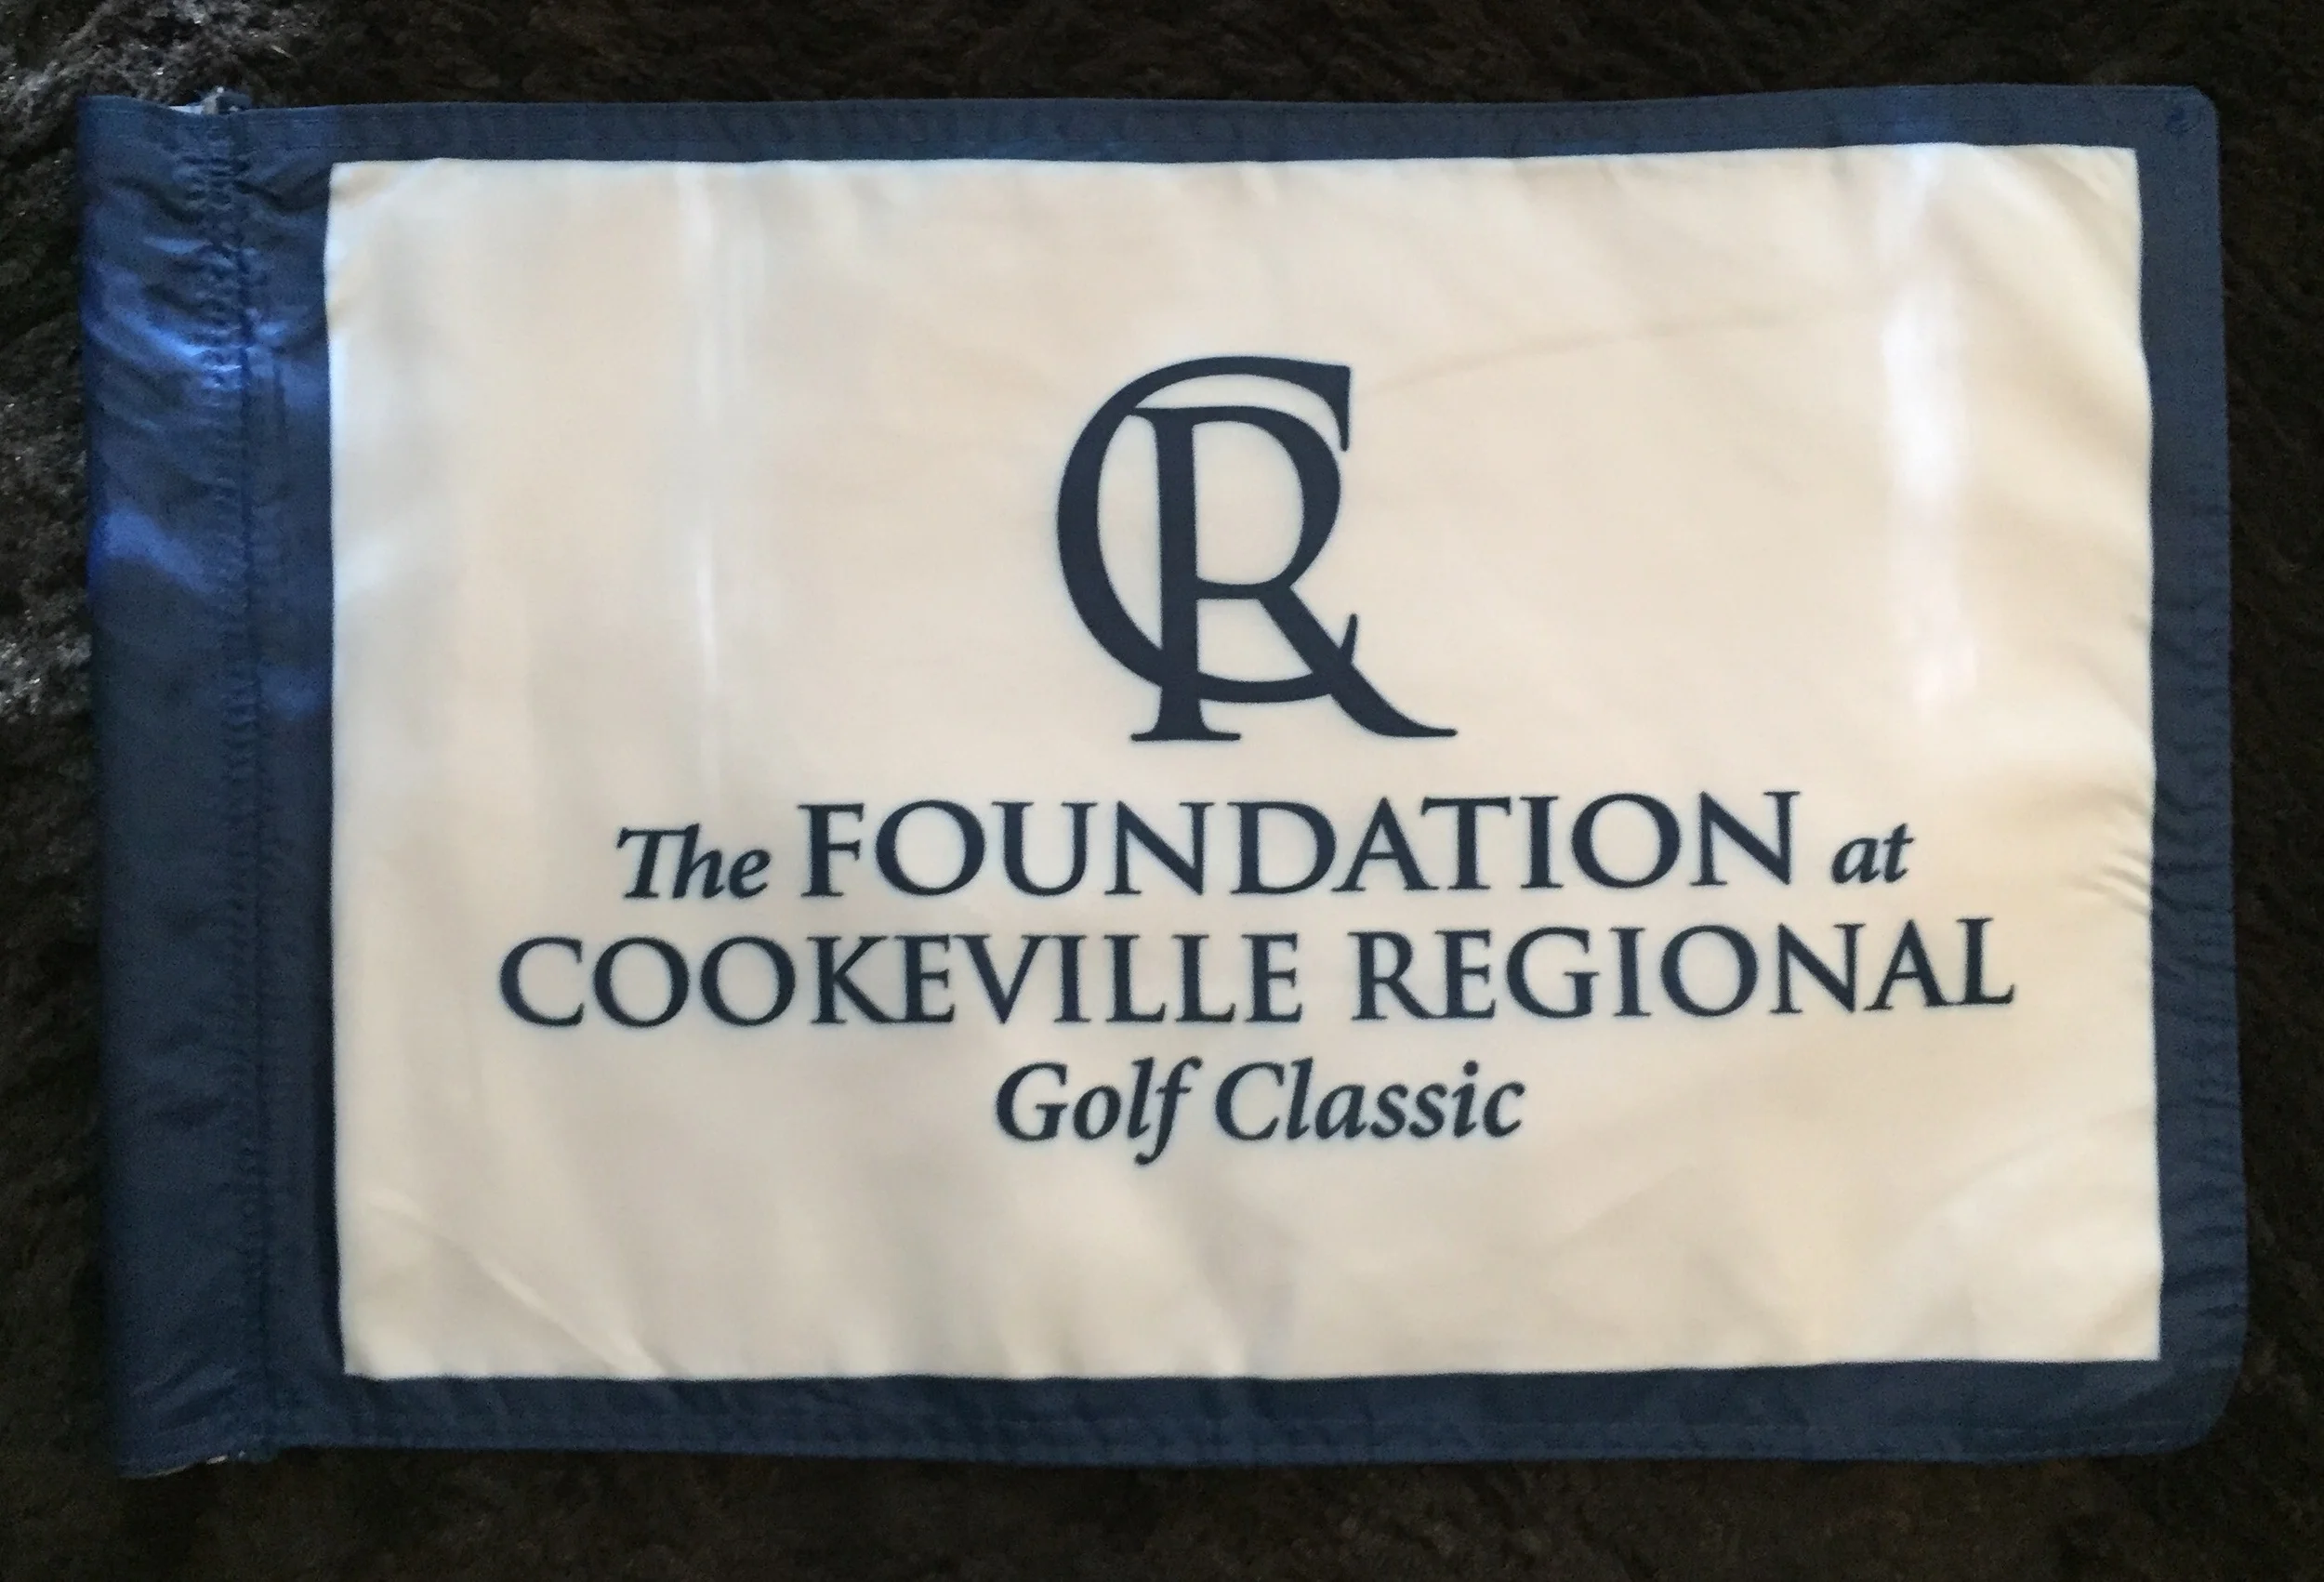 CR
The FOUNDATION at
COOKEVILLE REGIONAL
Golf Classic